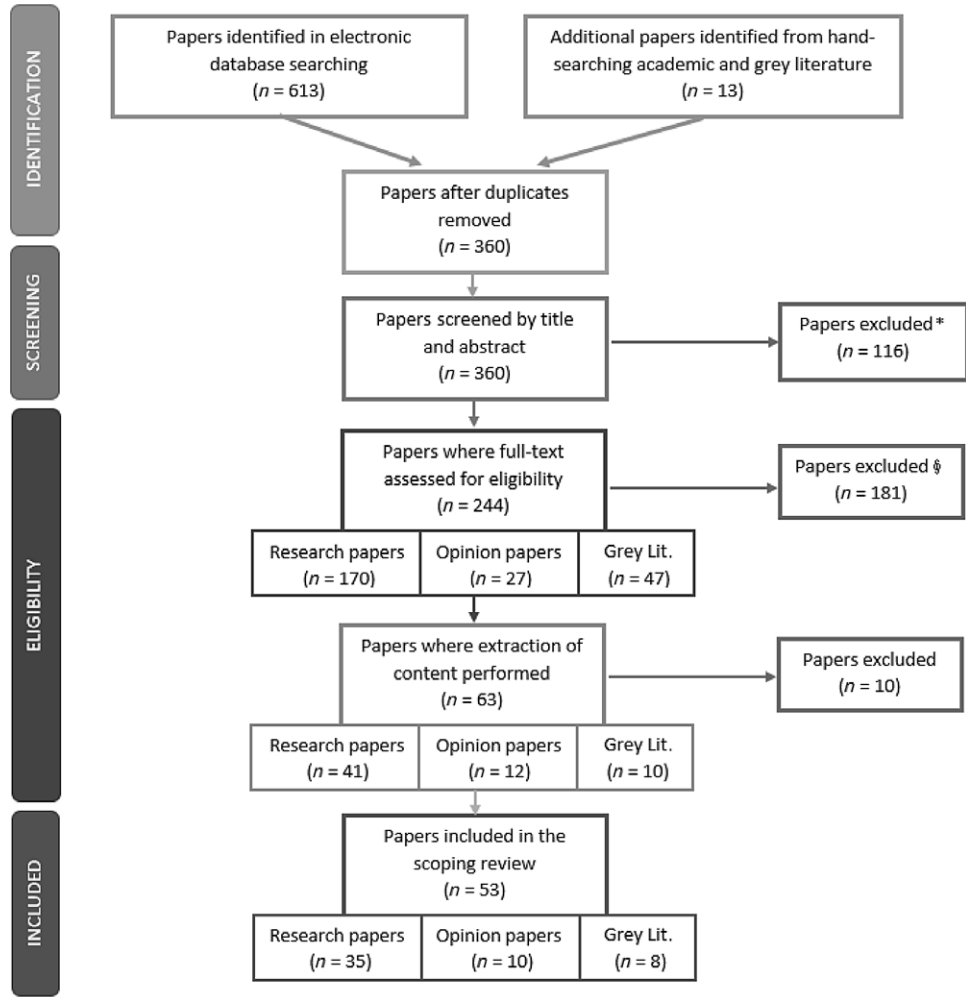 IDENTIFICATION
Papers identified in electronic
database searching
(n = 613)
Additional papers identified from hand-
searching academic and grey literature
(n = 13)
Papers after duplicates
removed
(n = 360)
SCREENING
Papers screened by title
and abstract
(n = 360)
Papers excluded *
(n = 116)
ELIGIBILITY
Papers where full-text
assessed for eligibility
(n = 244)
Papers excluded §
(n = 181)
Research papers
(n = 170)
Opinion papers
(n = 27)
Grey Lit.
(n = 47)
Papers where extraction of
content performed
(n = 63)
Papers excluded
(n = 10)
Research papers
(n = 41)
Opinion papers
(n = 12)
Grey Lit.
(n = 10)
INCLUDED
Papers included in the
scoping review
(n = 53)
Research papers
(n = 35)
Opinion papers
(n = 10)
Grey Lit.
(n = 8)